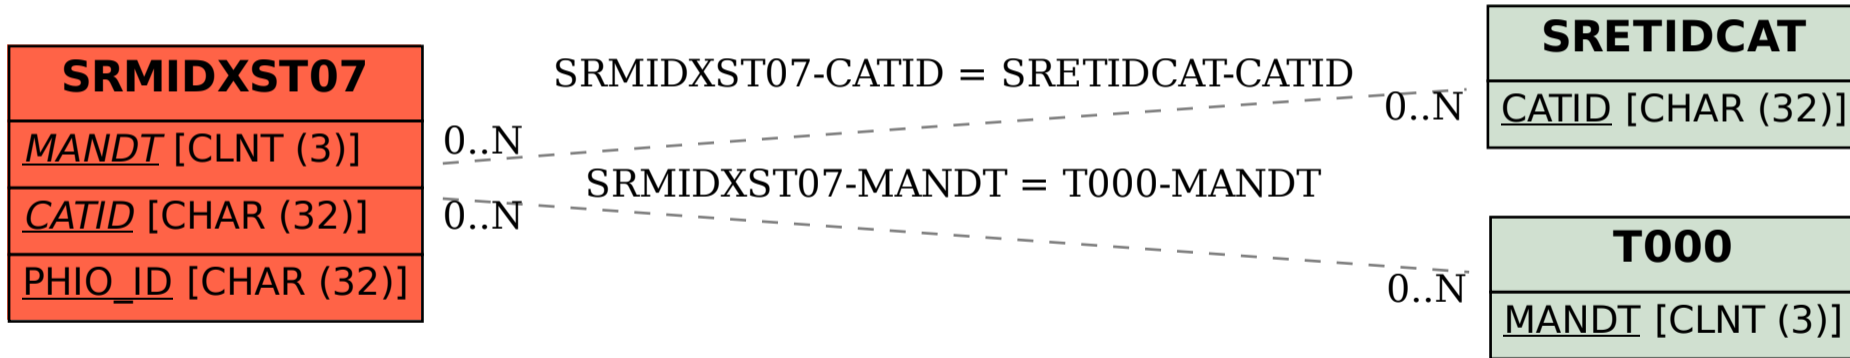 SRMIDXST07
MANDT [CLNT (3)]
CATID [CHAR (32)]
PHIO_ID [CHAR (32)]
SRMIDXST07-CATID = SRETIDCAT-CATID
0..N
0..N
SRMIDXST07-MANDT = T000-MANDT
0..N
0..N
SRETIDCAT
CATID [CHAR (32)]
T000
MANDT [CLNT (3)]